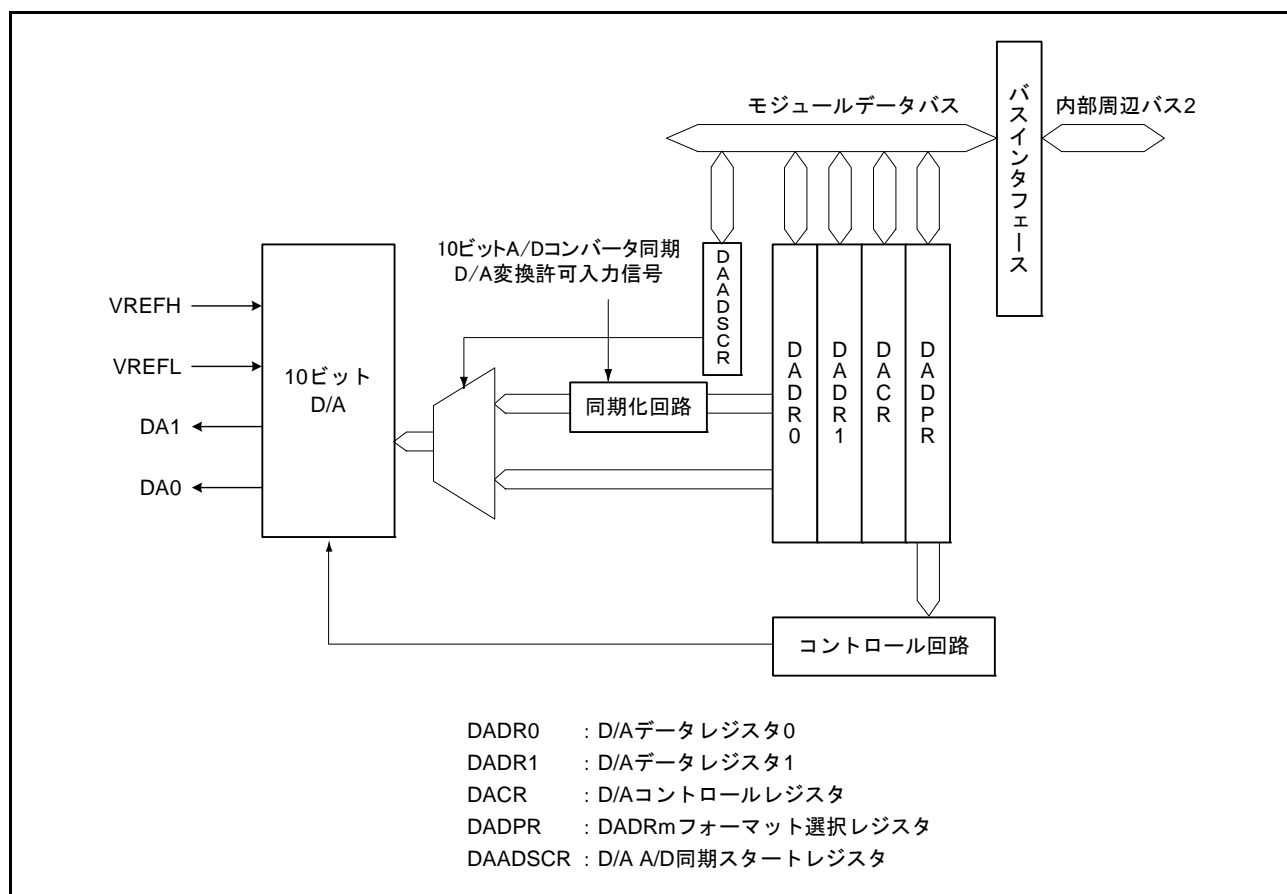 モジュールデータバス
バスインタフェース
内部周辺バス2
10ビットA/Dコンバータ同期
D/A変換許可入力信号
DAADSCR
VREFH
VREFL
DA1
DA0
10ビット
D/A
同期化回路
DADR0
DADR1
DACR
DADPR
コントロール回路
DADR0 : D/Aデータレジスタ0
DADR1 : D/Aデータレジスタ1
DACR : D/Aコントロールレジスタ
DADPR : DADRmフォーマット選択レジスタ
DAADSCR : D/A A/D同期スタートレジスタ